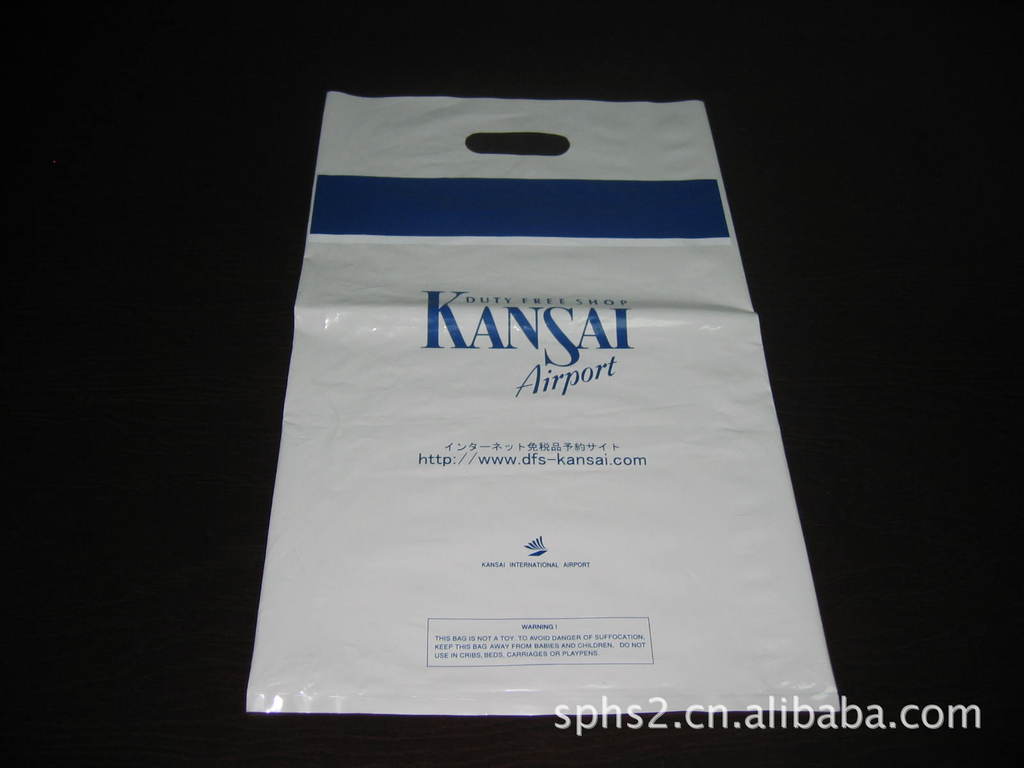 DUTY FREE SHOP
KANSAI
Airport
インターネット免税品予約サイト
http://www.dfs-kansai.com
KANSAI INTERNATIONAL AIRPORT
WARNING !
THIS BAG IS NOT A TOY. TO AVOID DANGER OF SUFFOCATION,
KEEP THIS BAG AWAY FROM BABIES AND CHILDREN. DO NOT
USE IN CRIBS, BEDS, CARRIAGES OR PLAYPENS.
sphs2.cn.alibaba.com